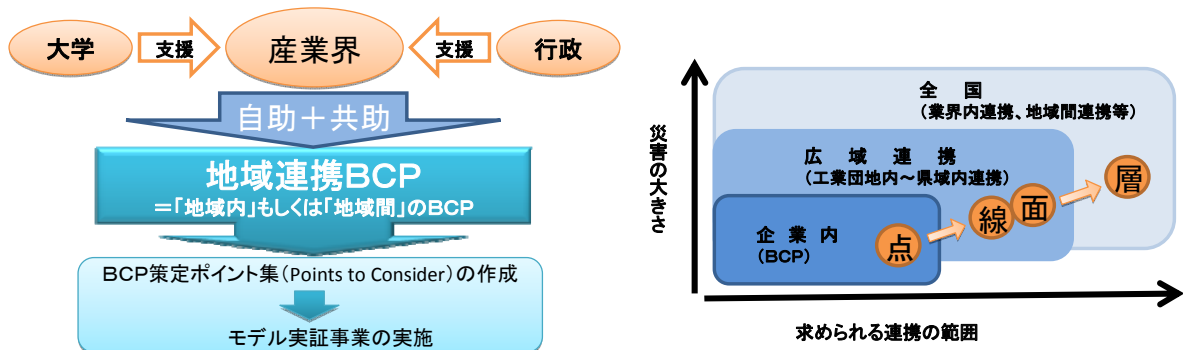 大学
支援
産業界
支援
行政
自助＋共助
地域連携BCP
＝「地域内」もしくは「地域間」のBCP
BCP策定ポイント集(Points to Consider)の作成
モデル実証事業の実施
災害の大きさ
全国
(業界内連携、地域間連携等)
広域連携
(工業団地内～県域内連携)
企業内
(BCP)
点
線
面
層
求められる連携の範囲